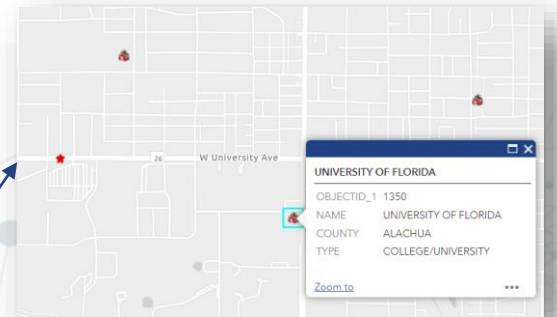 26
W University Ave
UNIVERSITY OF FLORIDA
OBJECTID_1 1350
NAME UNIVERSITY OF FLORIDA
COUNTY ALACHUA
TYPE COLLEGE/UNIVERSITY
Zoom to